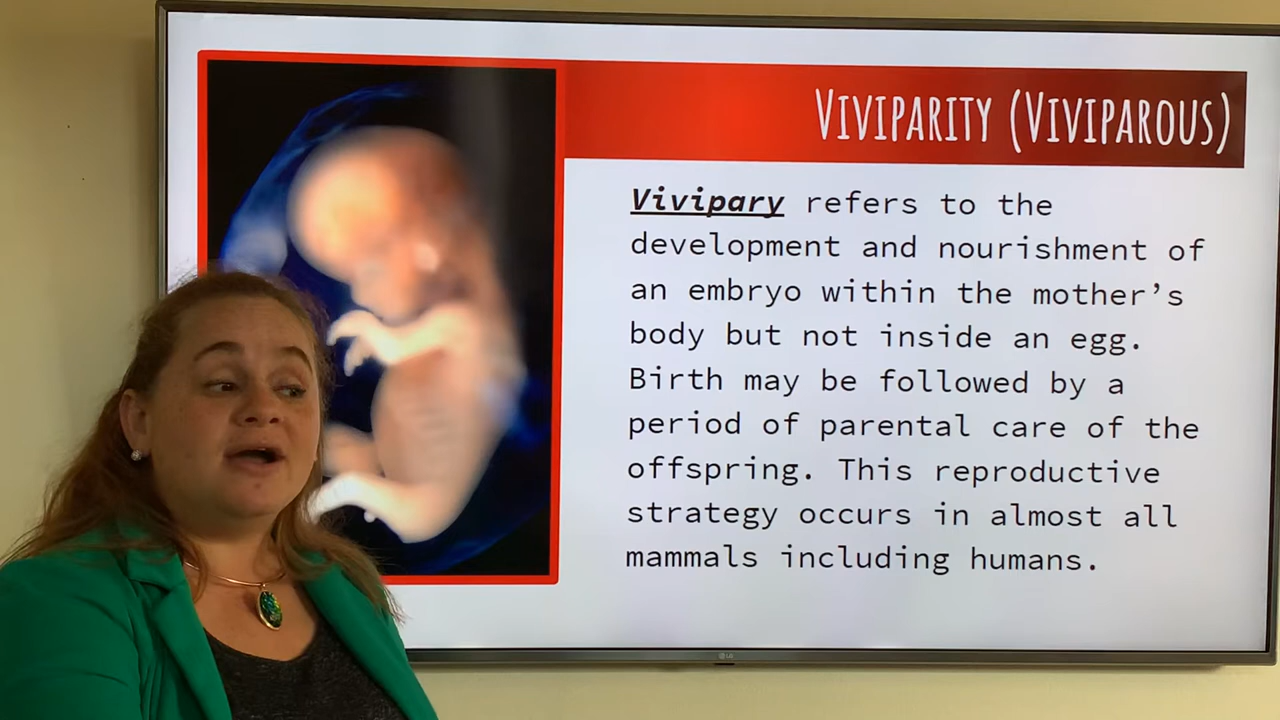 VIVIPARITY (VIVIPAROUS)
Vivipary refers to the
development and nourishment of
an embryo within the mother's
body but not inside an egg.
Birth may be followed by a
period of parental care of the
offspring. This reproductive
strategy occurs in almost all
mammals including humans.
LG